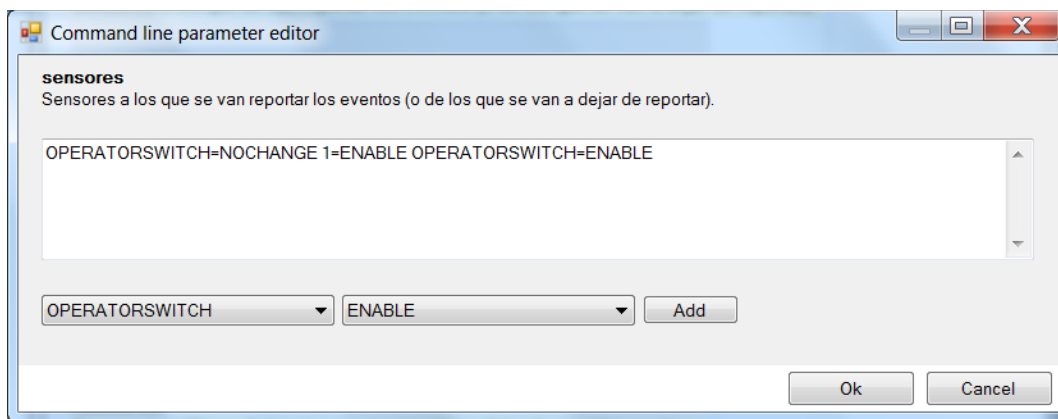 Command line parameter editor
sensores
Sensores a los que se van reportar los eventos (o de los que se van a dejar de reportar).
OPERATORSWITCH=NOCHANGE 1=ENABLE OPERATORSWITCH=ENABLE
OPERATORSWITCH ENABLE Add
Ok Cancel